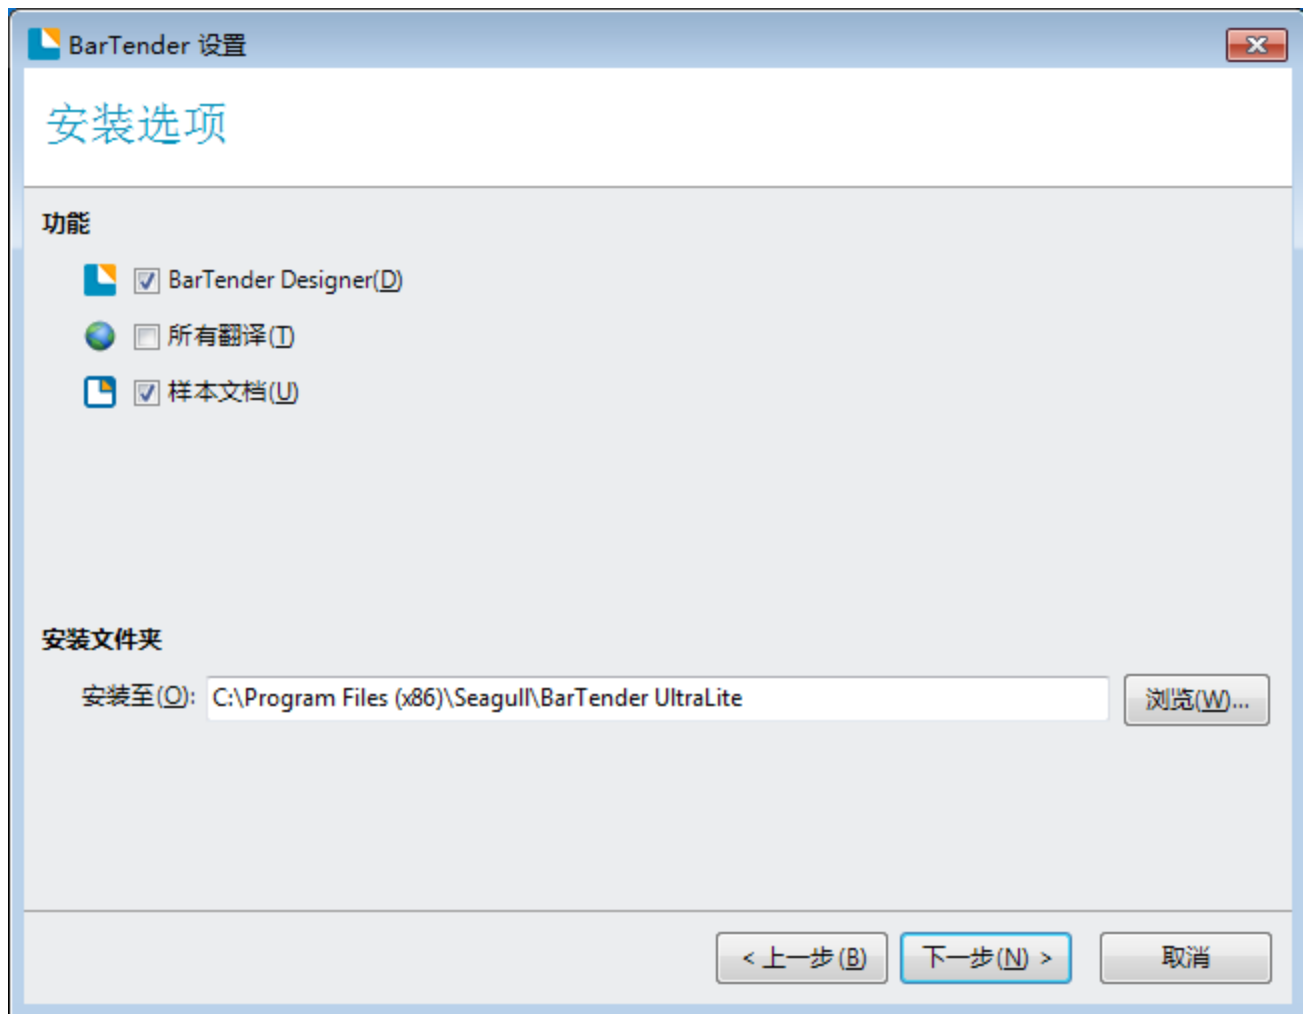 BarTender 设置
安装选项
功能
BarTender Designer(D)
所有翻译(T)
样本文档(U)
安装文件夹
安装至(O): C:\Program Files (x86)\Seagull\BarTender UltraLite 浏览(W)...
< 上一步(B) 下一步(N) > 取消